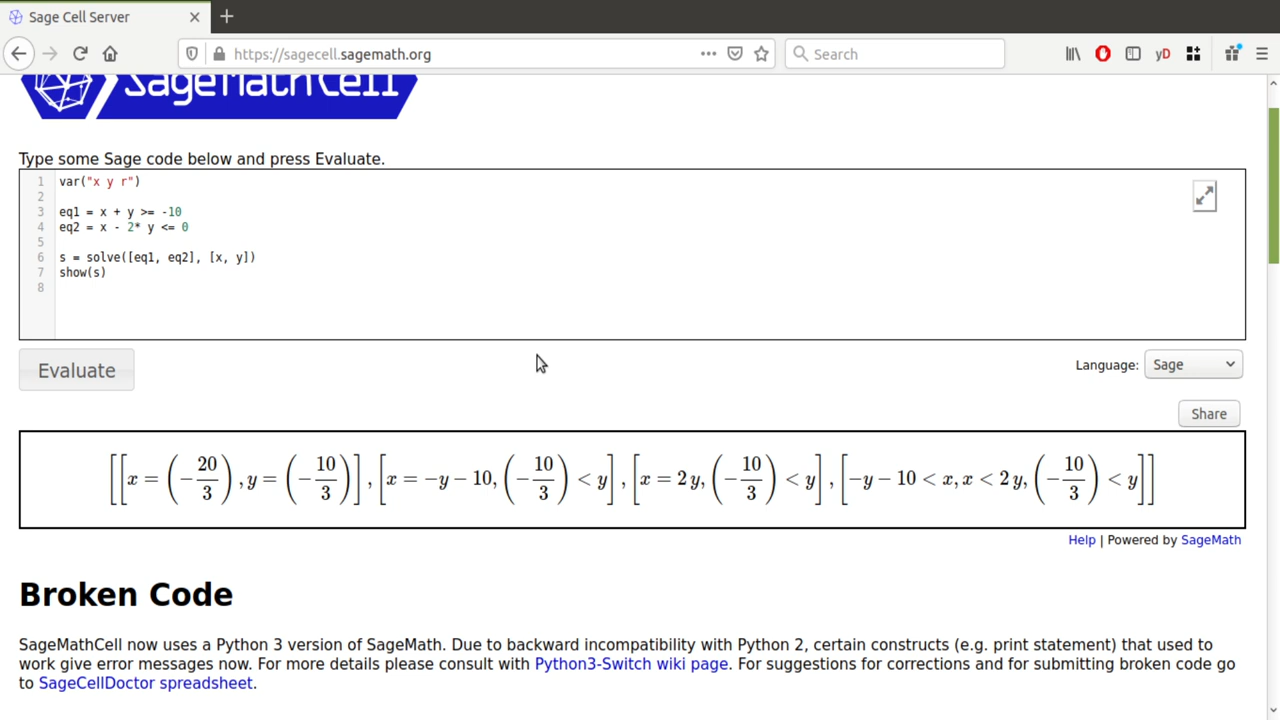 Sage Cell Server
https://sagecell.sagemath.org
Search
yD
SageMathCell
Type some Sage code below and press Evaluate.
1 var("x y r")
2
3 eq1 = x + y >= -10
4 eq2 = x - 2* y <= 0
5
6 s = solve([eq1, eq2], [x, y])
7 show(s)
8
Evaluate
Language: Sage
Share
[[x = (−20/3), y = (−10/3)], [x = −y − 10, (−10/3) < y], [x = 2 y, (−10/3) < y], [−y − 10 < x, x < 2 y, (−10/3) < y]]
Help | Powered by SageMath
Broken Code
SageMathCell now uses a Python 3 version of SageMath. Due to backward incompatibility with Python 2, certain constructs (e.g. print statement) that used to
work give error messages now. For more details please consult with Python3-Switch wiki page. For suggestions for corrections and for submitting broken code go
to SageCellDoctor spreadsheet.